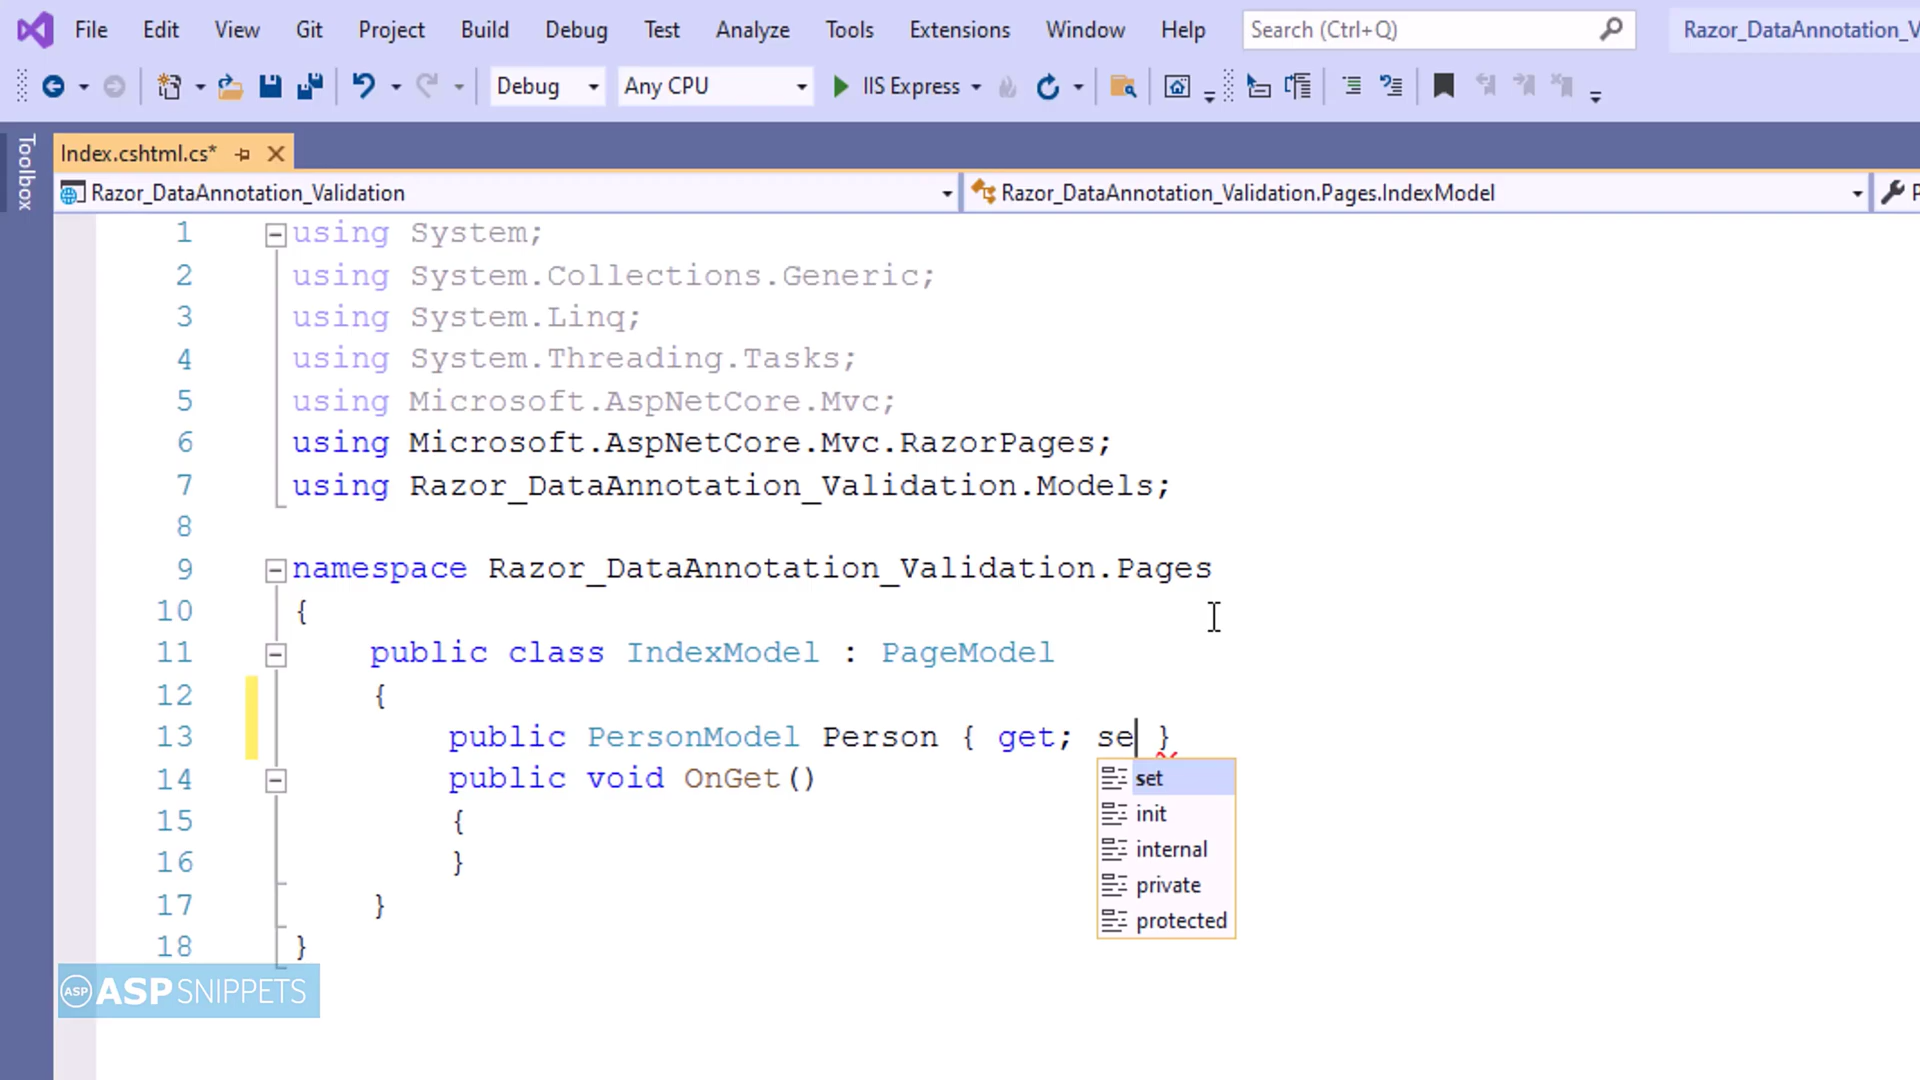 File Edit View Git Project Build Debug Test Analyze Tools Extensions Window Help Search (Ctrl+Q) Razor_DataAnnotation_V
Debug Any CPU IIS Express
Toolbox
Index.cshtml.cs*
Razor_DataAnnotation_Validation Razor_DataAnnotation_Validation.Pages.IndexModel P
1 using System;
2 using System.Collections.Generic;
3 using System.Linq;
4 using System.Threading.Tasks;
5 using Microsoft.AspNetCore.Mvc;
6 using Microsoft.AspNetCore.Mvc.RazorPages;
7 using Razor_DataAnnotation_Validation.Models;
8
9 namespace Razor_DataAnnotation_Validation.Pages
10 {
11 public class IndexModel : PageModel
12 {
13 public PersonModel Person { get; se }
14 public void OnGet()
15 {
16 }
17 }
18 }
set
init
internal
private
protected
ASP ASPSNIPPETS